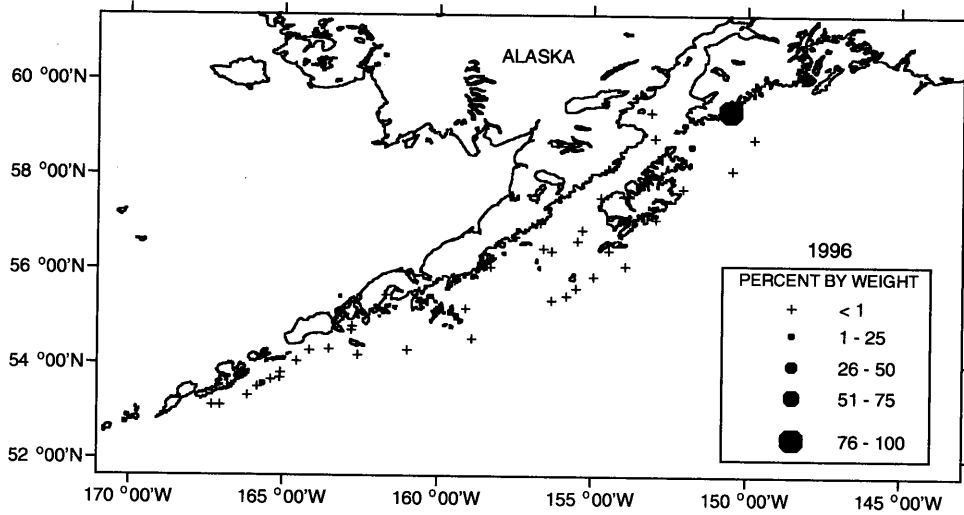 ALASKA
60 °00'N
58 °00'N
56 °00'N
54 °00'N
52 °00'N
1996
PERCENT BY WEIGHT
+ < 1
1 - 25
26 - 50
51 - 75
76 - 100
170 °00'W 165 °00'W 160 °00'W 155 °00'W 150 °00'W 145 °00'W